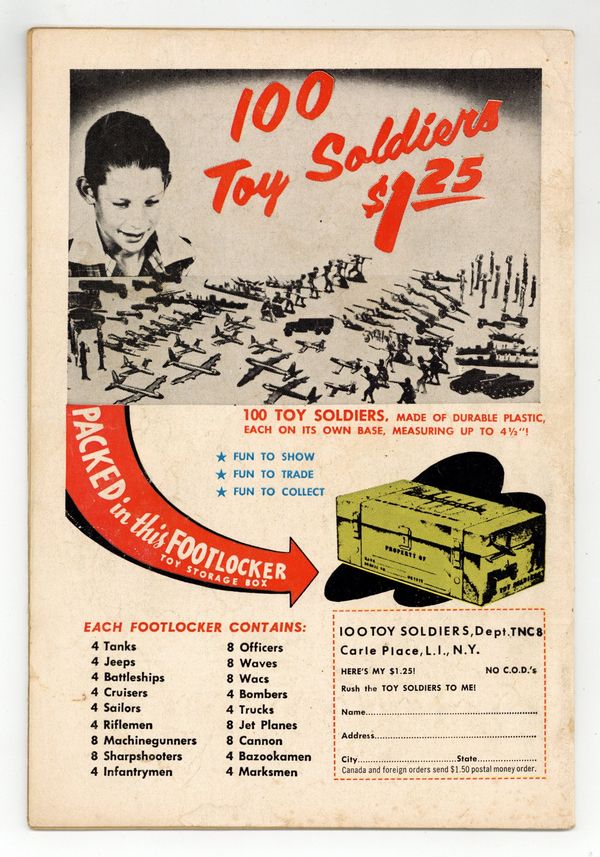 100
Toy Soldiers
$1.25
100 TOY SOLDIERS, MADE OF DURABLE PLASTIC,
EACH ON ITS OWN BASE, MEASURING UP TO 4½"!
★ FUN TO SHOW
★ FUN TO TRADE
★ FUN TO COLLECT
PACKED in this FOOTLOCKER
TOY STORAGE BOX
PROPERTY OF
TOY SOLDIERS
EACH FOOTLOCKER CONTAINS:
4 Tanks
4 Jeeps
4 Battleships
4 Cruisers
4 Sailors
4 Riflemen
8 Machinegunners
8 Sharpshooters
4 Infantrymen
8 Officers
8 Waves
8 Wacs
4 Bombers
4 Trucks
8 Jet Planes
8 Cannon
4 Bazookamen
4 Marksmen
100 TOY SOLDIERS, Dept. TNC8
Carle Place, L.I., N.Y.
HERE'S MY $1.25! NO C.O.D.'s
Rush the TOY SOLDIERS TO ME!
Name
Address
City State
Canada and foreign orders send $1.50 postal money order.